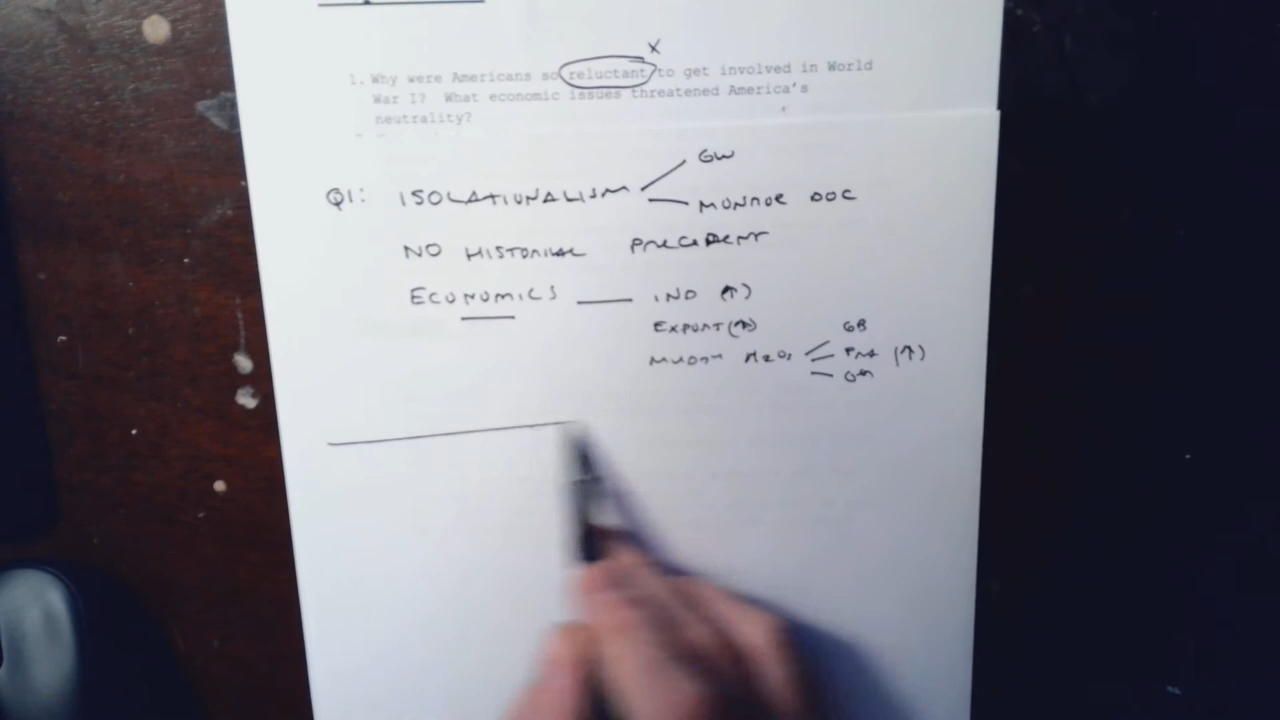 X
1. Why were Americans so reluctant to get involved in World
War I? What economic issues threatened America's
neutrality?
GW
Q1: ISOLATIONALISM
MONROE DOC
NO HISTORICAL PRECEDENT
ECONOMICS — IND (↑)
EXPORT (↑)
GB
(↑)